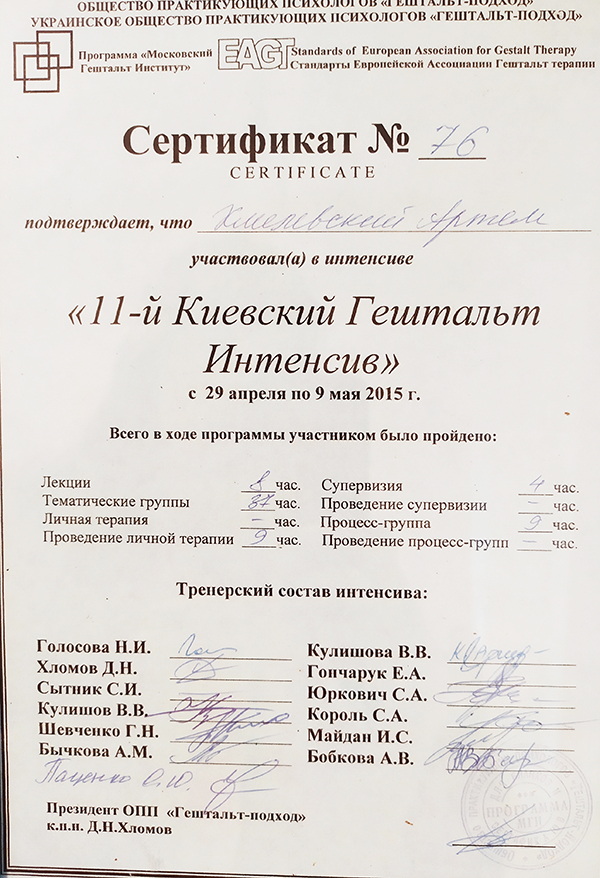 ОБЩЕСТВО ПРАКТИКУЮЩИХ ПСИХОЛОГОВ «ГЕШТАЛЬТ-ПОДХОД»
УКРАИНСКОЕ ОБЩЕСТВО ПРАКТИКУЮЩИХ ПСИХОЛОГОВ «ГЕШТАЛЬТ-ПОДХОД»
Программа «Московский Гештальт Институт»
EAGT
Standards of European Association for Gestalt Therapy
Стандарты Европейской Ассоциации Гештальт терапии
Сертификат № 76
CERTIFICATE
подтверждает, что Хмелевский Артем
участвовал(а) в интенсиве
«11-й Киевский Гештальт
Интенсив»
с 29 апреля по 9 мая 2015 г.
Всего в ходе программы участником было пройдено:
Лекции 8 час. Супервизия 4 час.
Тематические группы 37 час. Проведение супервизии – час.
Личная терапия – час. Процесс-группа 9 час.
Проведение личной терапии 9 час. Проведение процесс-групп – час.
Тренерский состав интенсива:
Голосова Н.И. Кулишова В.В.
Хломов Д.Н. Гончарук Е.А.
Сытник С.И. Юркович С.А.
Кулишов В.В. Король С.А.
Шевченко Г.Н. Майдан И.С.
Бычкова А.М. Бобкова А.В.
Паценко О.Ю.
Президент ОПП «Гештальт-подход»
к.п.н. Д.Н.Хломов
ПРОГРАММА
МГИ